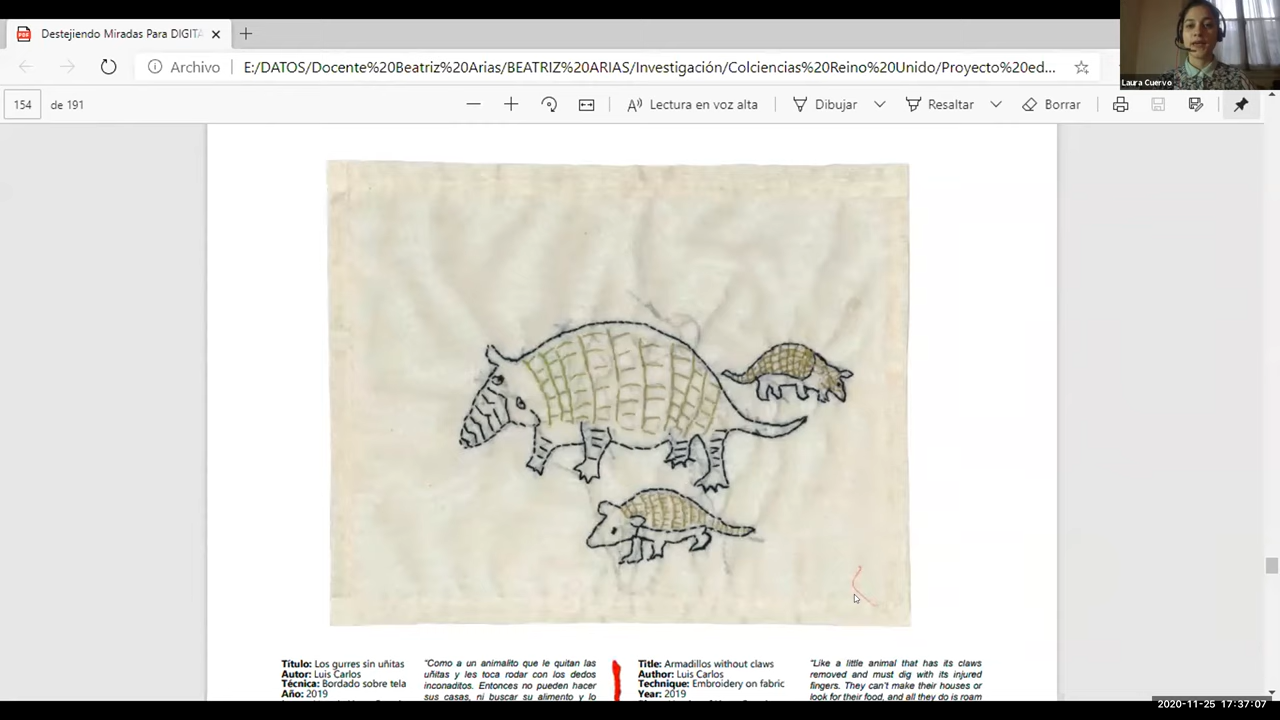 Destejiendo Miradas Para DIGITA
Archivo
E:/DATOS/Docente%20Beatriz%20Arias/BEATRIZ%20ARIAS/Investigación/Colciencias%20Reino%20Unido/Proyecto%20ed...
154 de 191
Lectura en voz alta
Dibujar
Resaltar
Borrar
Laura Cuervo
Título: Los gurres sin uñitas
Autor: Luis Carlos
Técnica: Bordado sobre tela
Año: 2019
"Como a un animalito que le quitan las
uñitas y les toca rodar con los dedos
inconaditos. Entonces no pueden hacer
sus casas, ni buscar su alimento y lo
Title: Armadillos without claws
Author: Luis Carlos
Technique: Embroidery on fabric
Year: 2019
"Like a little animal that has its claws
removed and must dig with its injured
fingers. They can't make their houses or
look for their food, and all they do is roam
2020-11-25 17:37:07